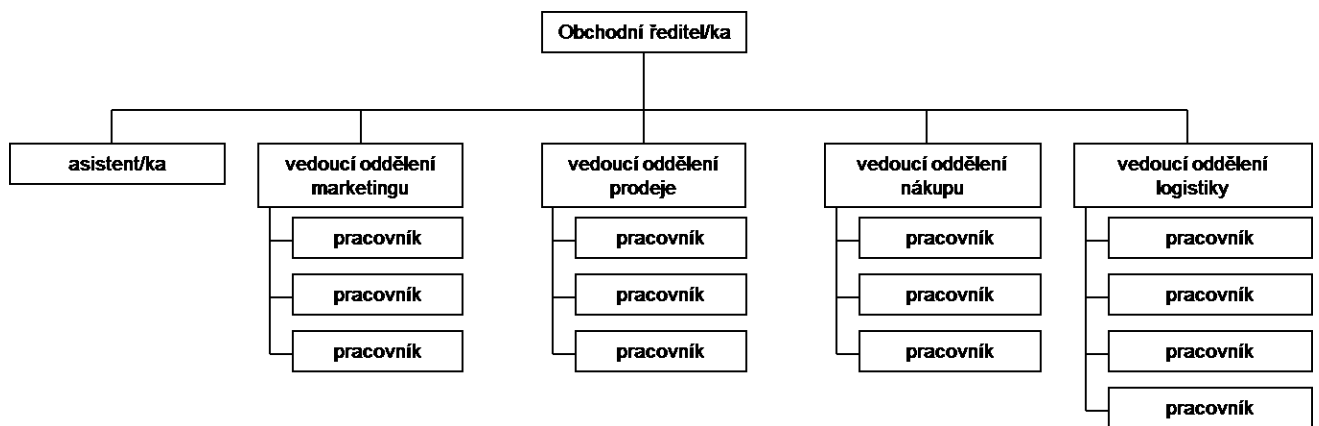 Obchodní ředitel/ka
asistent/ka
vedoucí oddělení
marketingu
pracovník
pracovník
pracovník
vedoucí oddělení
prodeje
pracovník
pracovník
pracovník
vedoucí oddělení
nákupu
pracovník
pracovník
pracovník
vedoucí oddělení
logistiky
pracovník
pracovník
pracovník
pracovník